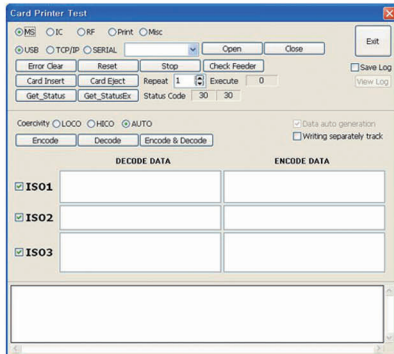 Card Printer Test
MS IC RF Print Misc
USB TCP/IP SERIAL Open Close Exit
Error Clear Reset Stop Check Feeder Save Log
Card Insert Card Eject Repeat 1 Execute 0 View Log
Get_Status Get_StatusEx Status Code 30 30
Coercivity LOCO HICO AUTO Data auto generation
Encode Decode Encode & Decode Writing separately track
DECODE DATA ENCODE DATA
ISO1
ISO2
ISO3